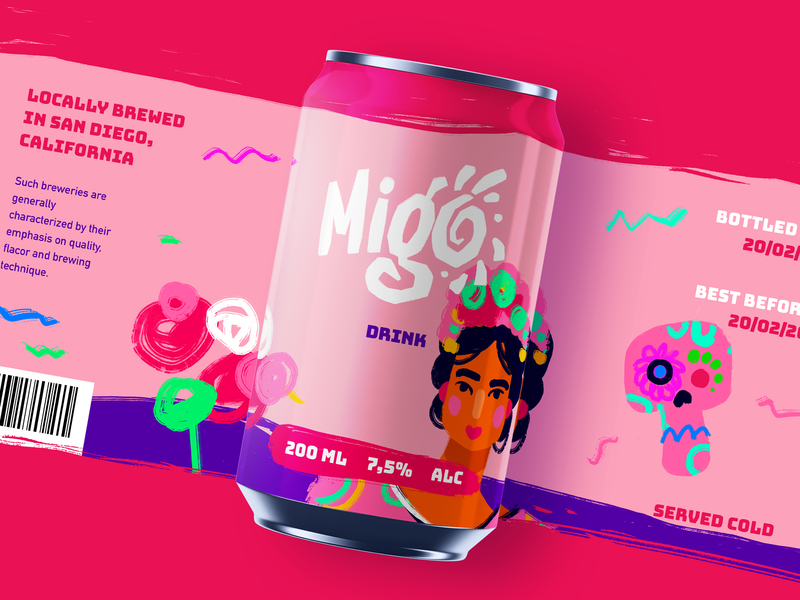 LOCALLY BREWED
IN SAN DIEGO,
CALIFORNIA
Such breweries are
generally
characterized by their
emphasis on quality.
flacor and brewing
technique.
Migo
DRINK
200 ML 7,5% ALC
BOTTLED
20/02/
BEST BEFOR
20/02/20
SERVED COLD